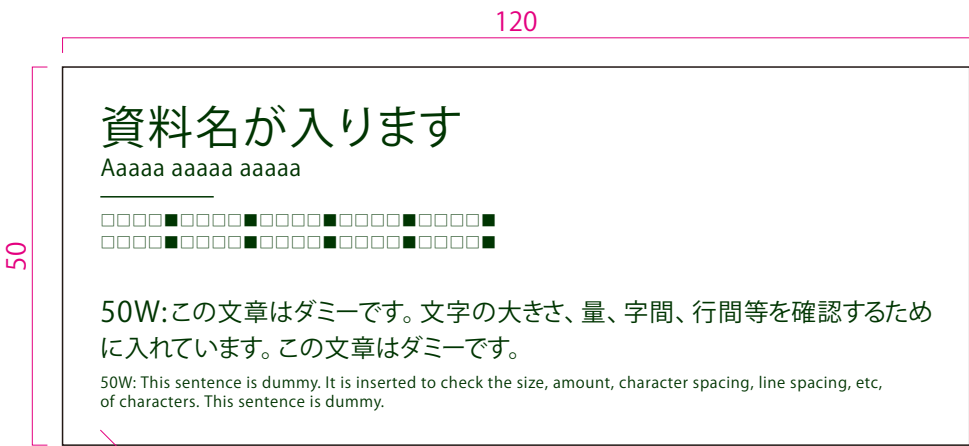 120
50
資料名が入ります
Aaaaa aaaaa aaaaa
□□□□■□□□□■□□□□■□□□□■□□□□■
□□□□■□□□□■□□□□■□□□□■□□□□■
50W:この文章はダミーです。文字の大きさ、量、字間、行間等を確認するため
に入れています。この文章はダミーです。
50W: This sentence is dummy. It is inserted to check the size, amount, character spacing, line spacing, etc,
of characters. This sentence is dummy.